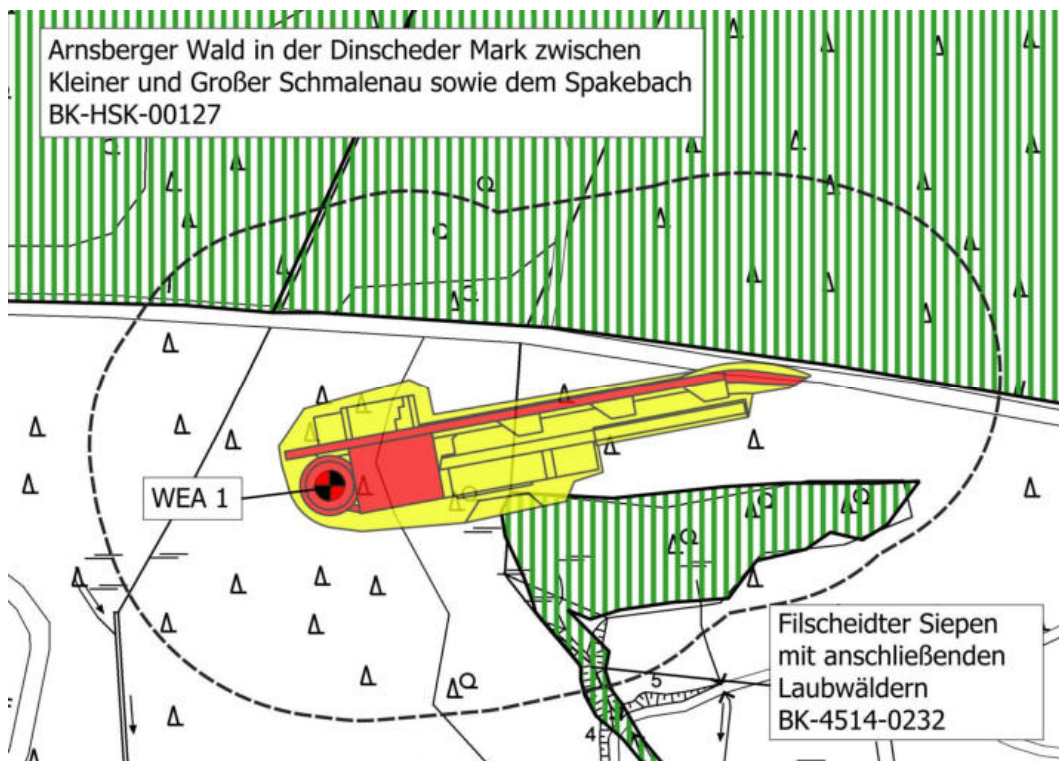 Arnsberger Wald in der Dinscheder Mark zwischen
Kleiner und Großer Schmalenau sowie dem Spakebach
BK-HSK-00127
WEA 1
Filscheidter Siepen
mit anschließenden
Laubwäldern
BK-4514-0232
5
4